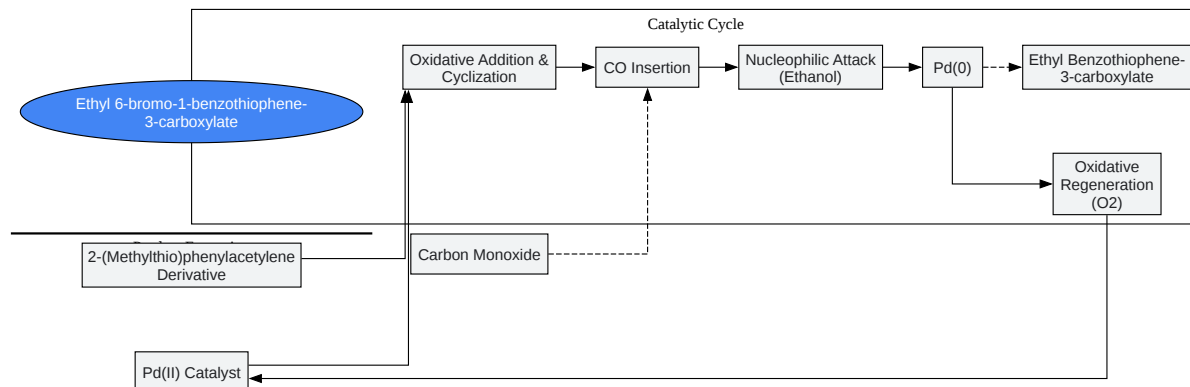 Catalytic Cycle
Ethyl 6-bromo-1-benzothiophene-
3-carboxylate
Oxidative Addition &
Cyclization
CO Insertion
Nucleophilic Attack
(Ethanol)
Pd(0)
Ethyl Benzothiophene-
3-carboxylate
Oxidative
Regeneration
(O2)
2-(Methylthio)phenylacetylene
Derivative
Carbon Monoxide
Pd(II) Catalyst